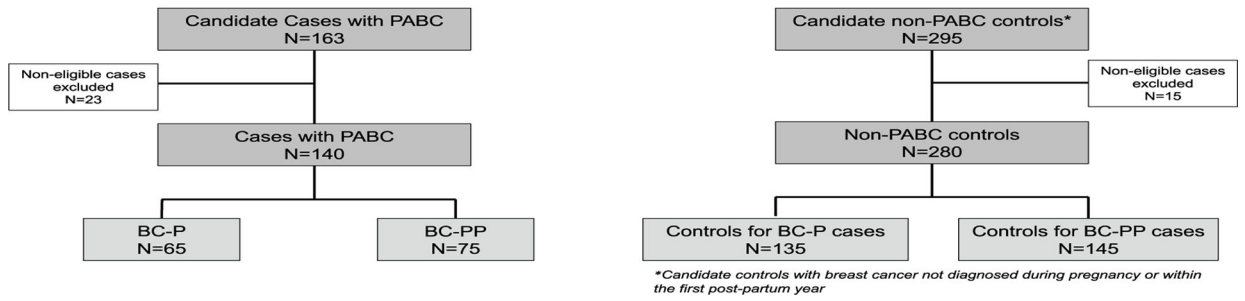 Candidate Cases with PABC
N=163
Non-eligible cases
excluded
N=23
Cases with PABC
N=140
BC-P
N=65
BC-PP
N=75
Candidate non-PABC controls*
N=295
Non-eligible cases
excluded
N=15
Non-PABC controls
N=280
Controls for BC-P cases
N=135
Controls for BC-PP cases
N=145
*Candidate controls with breast cancer not diagnosed during pregnancy or within
the first post-partum year